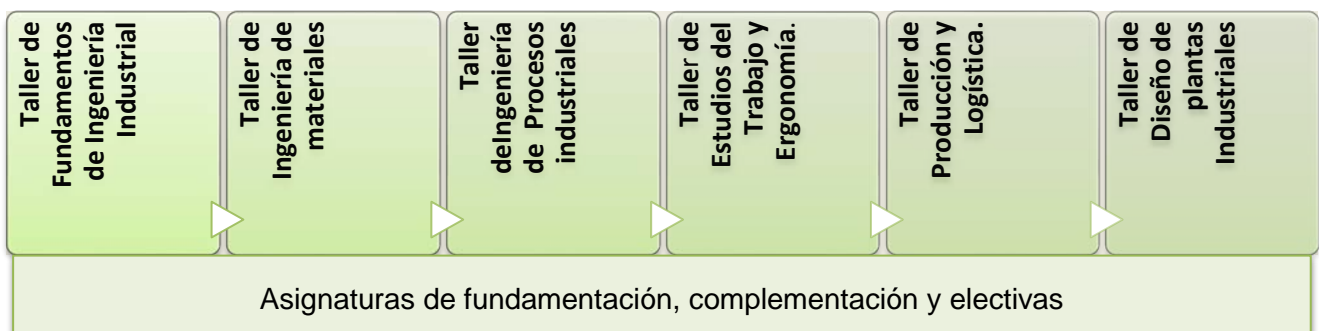 Taller de
Fundamentos
de Ingeniería
Industrial
Taller de
Ingeniería de
materiales
Taller
deIngeniería
de Procesos
industriales
Taller de
Estudios del
Trabajo y
Ergonomía.
Taller de
Producción y
Logística.
Taller de
Diseño de
plantas
Industriales
Asignaturas de fundamentación, complementación y electivas